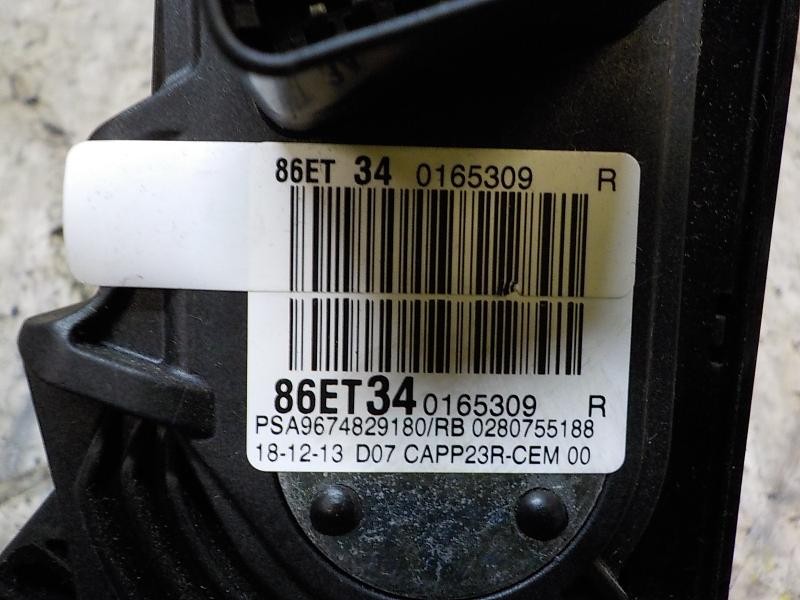 86ET 34 0165309 R
86ET34 0165309 R
PSA9674829180/RB 0280755188
18-12-13 D07 CAPP23R-CEM 00